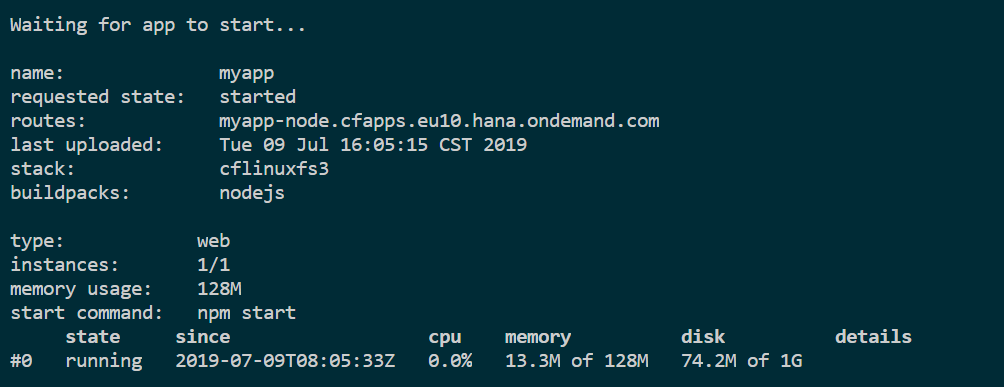 Waiting for app to start...
name: myapp
requested state: started
routes: myapp-node.cfapps.eu10.hana.ondemand.com
last uploaded: Tue 09 Jul 16:05:15 CST 2019
stack: cflinuxfs3
buildpacks: nodejs
type: web
instances: 1/1
memory usage: 128M
start command: npm start
state since cpu memory disk details
#0 running 2019-07-09T08:05:33Z 0.0% 13.3M of 128M 74.2M of 1G